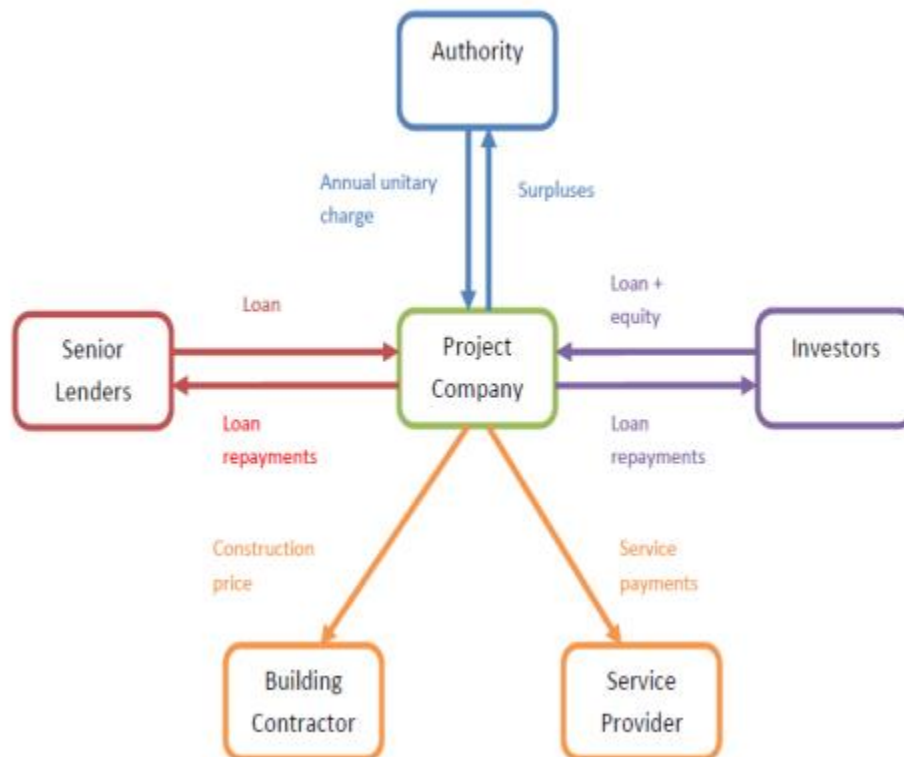 Authority
Annual unitary
charge
Surpluses
Loan
Loan +
equity
Senior
Lenders
Project
Company
Investors
Loan
repayments
Loan
repayments
Construction
price
Service
payments
Building
Contractor
Service
Provider